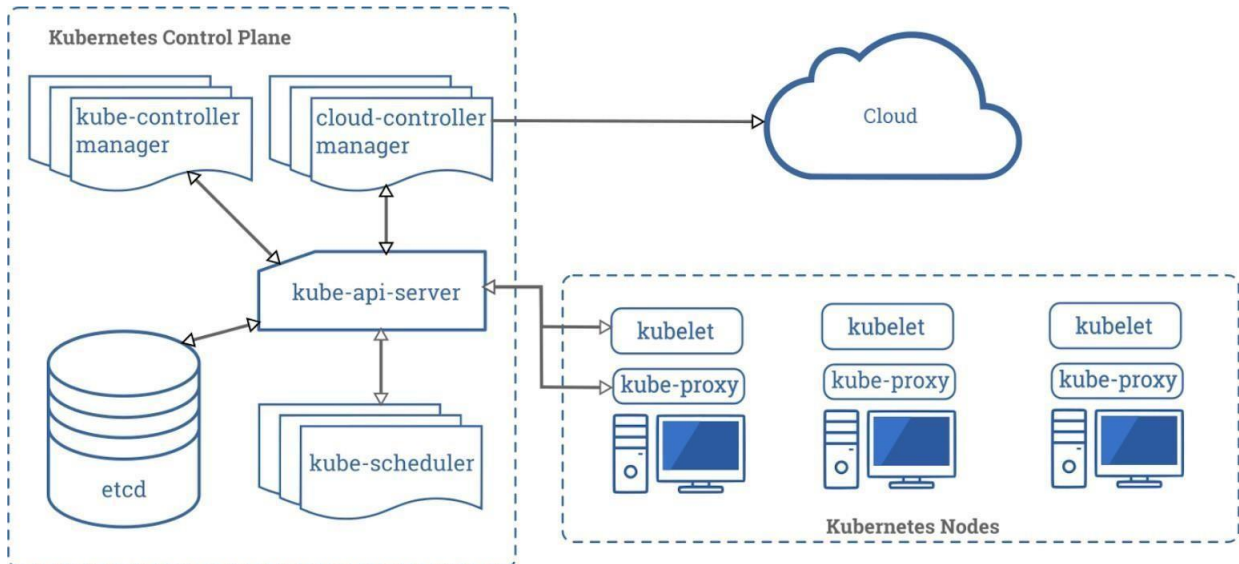 Kubernetes Control Plane
kube-controller
manager
cloud-controller
manager
Cloud
kube-api-server
etcd
kube-scheduler
kubelet
kubelet
kubelet
kube-proxy
kube-proxy
kube-proxy
Kubernetes Nodes